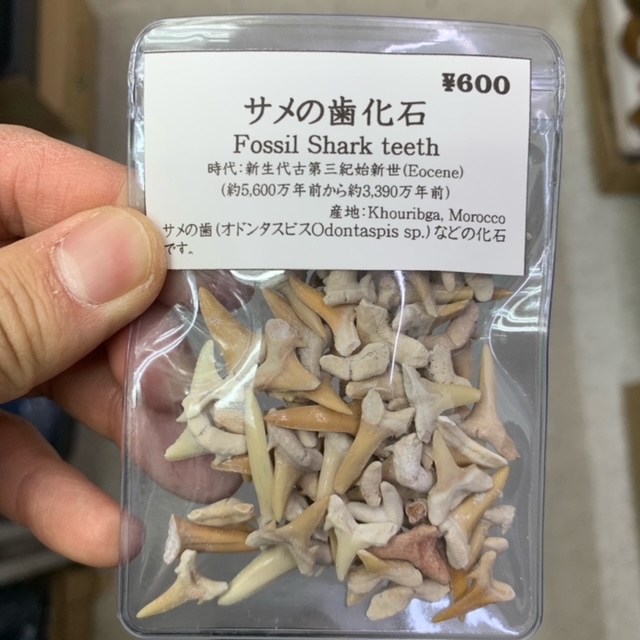 ¥600
サメの歯化石
Fossil Shark teeth
時代：新生代古第三紀始新世(Eocene)
(約5,600万年前から約3,390万年前)
産地：Khouribga, Morocco
サメの歯(オドンタスピスOdontaspis sp.)などの化石
です。